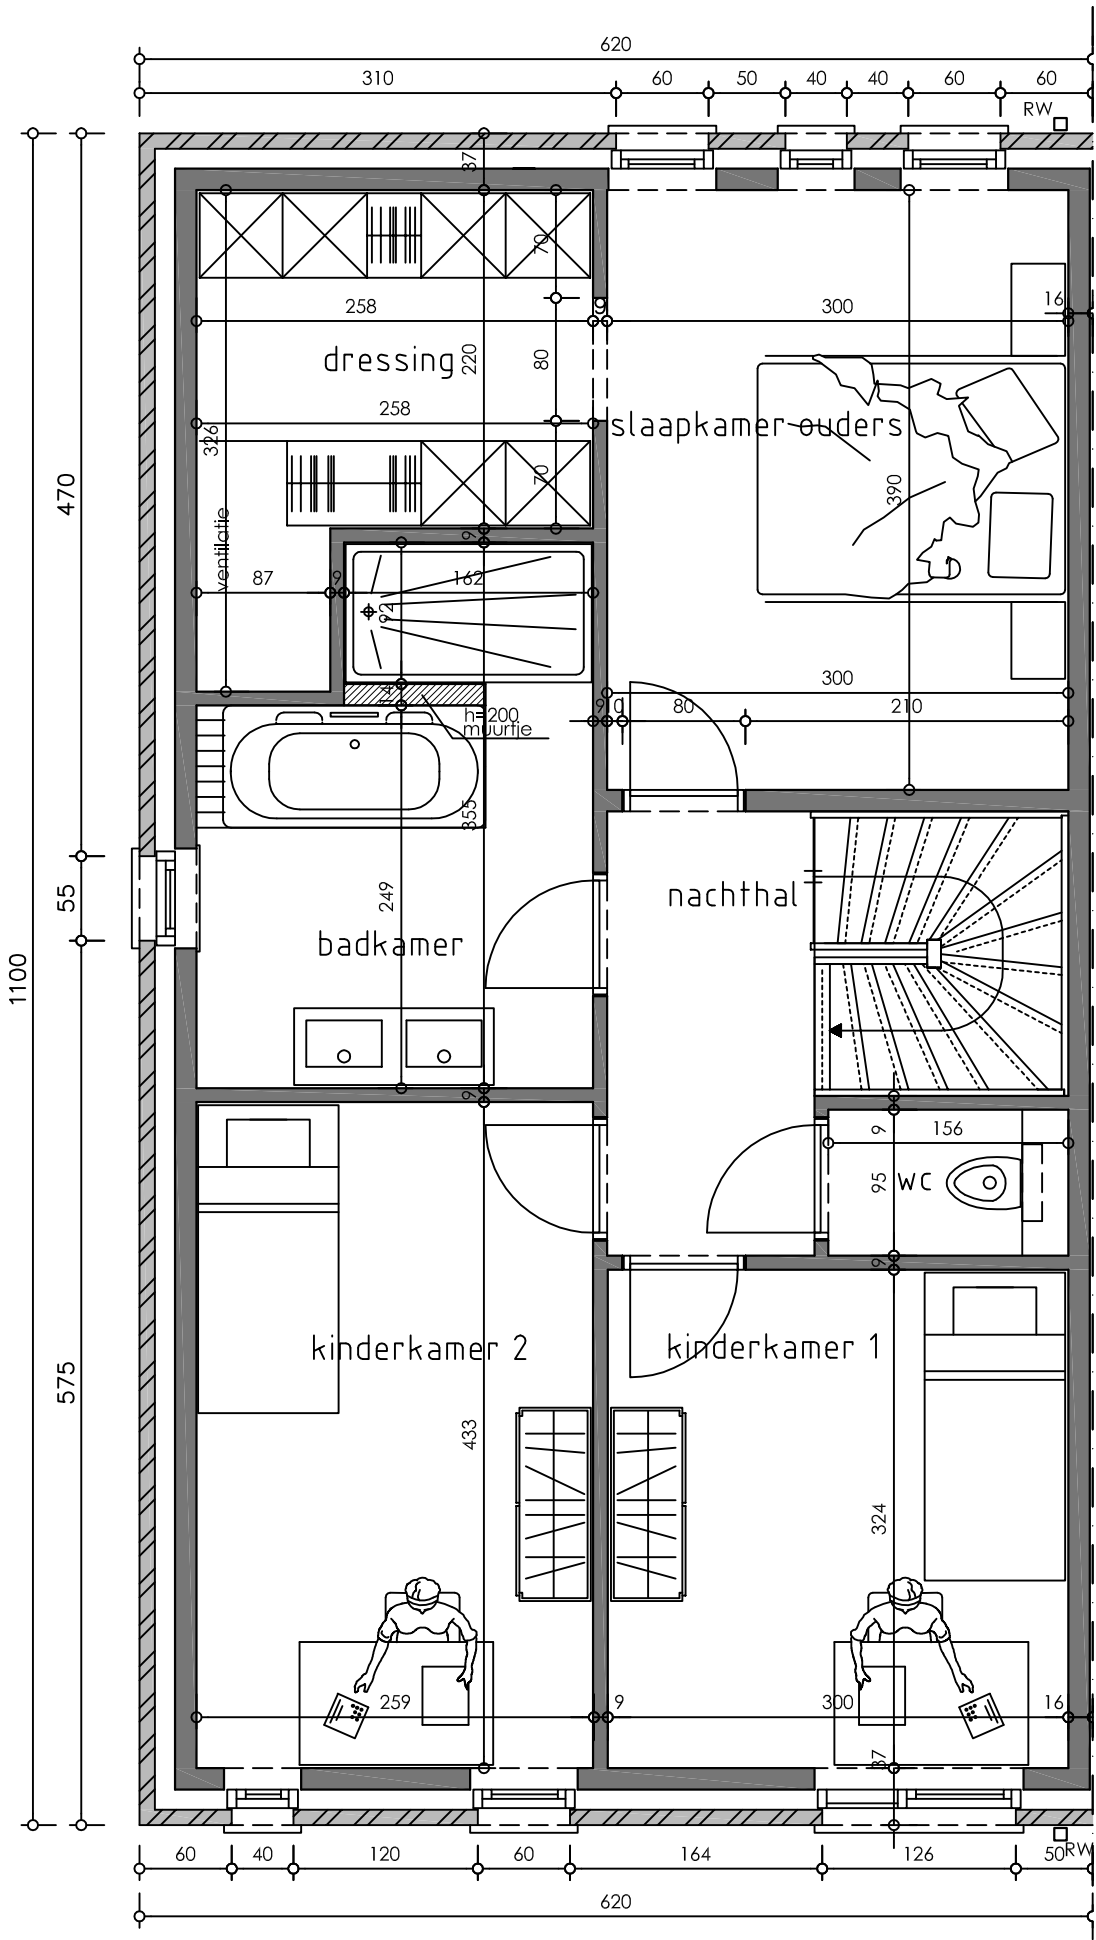 620
310 60 50 40 40 60 60
RW
37
70
9
16
258 300
dressing 220 80
258
slaapkamer ouders
326
470
70
390
ventilatie
9
87 9 162
92
14
300
h=200
muurtje
9 10 80 210
355
55
249
nachthal
badkamer
1100
9
9 156
95 WC
9
kinderkamer 2
kinderkamer 1
575
433
324
259 9 300 16
37
RW
60 40 120 60 164 126 50
620